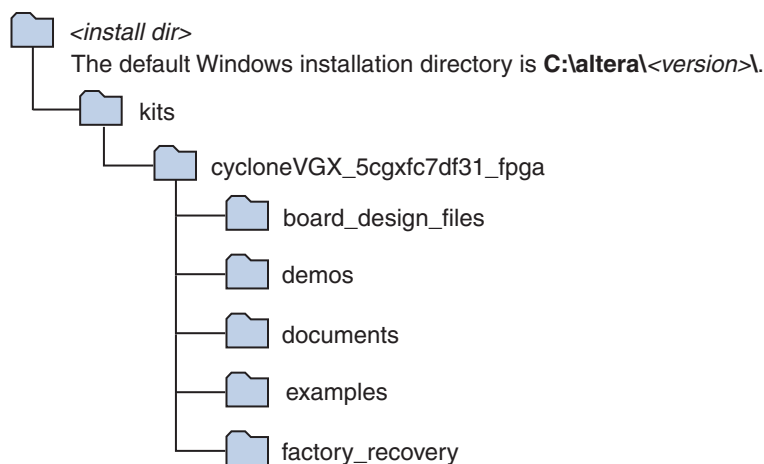 <install dir>
The default Windows installation directory is C:\altera\<version>\.
kits
cycloneVGX_5cgxfc7df31_fpga
board_design_files
demos
documents
examples
factory_recovery